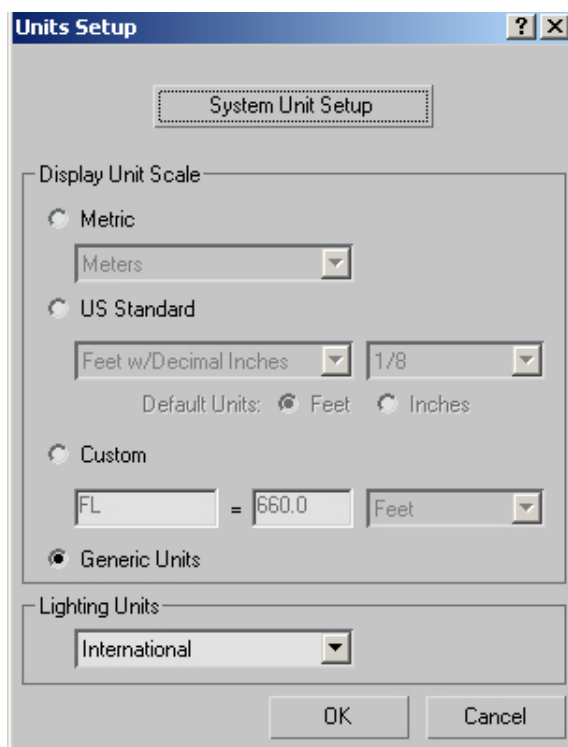 Units Setup
System Unit Setup
Display Unit Scale
Metric
Meters
US Standard
Feet w/Decimal Inches 1/8
Default Units: Feet Inches
Custom
FL = 660.0 Feet
Generic Units
Lighting Units
International
OK Cancel